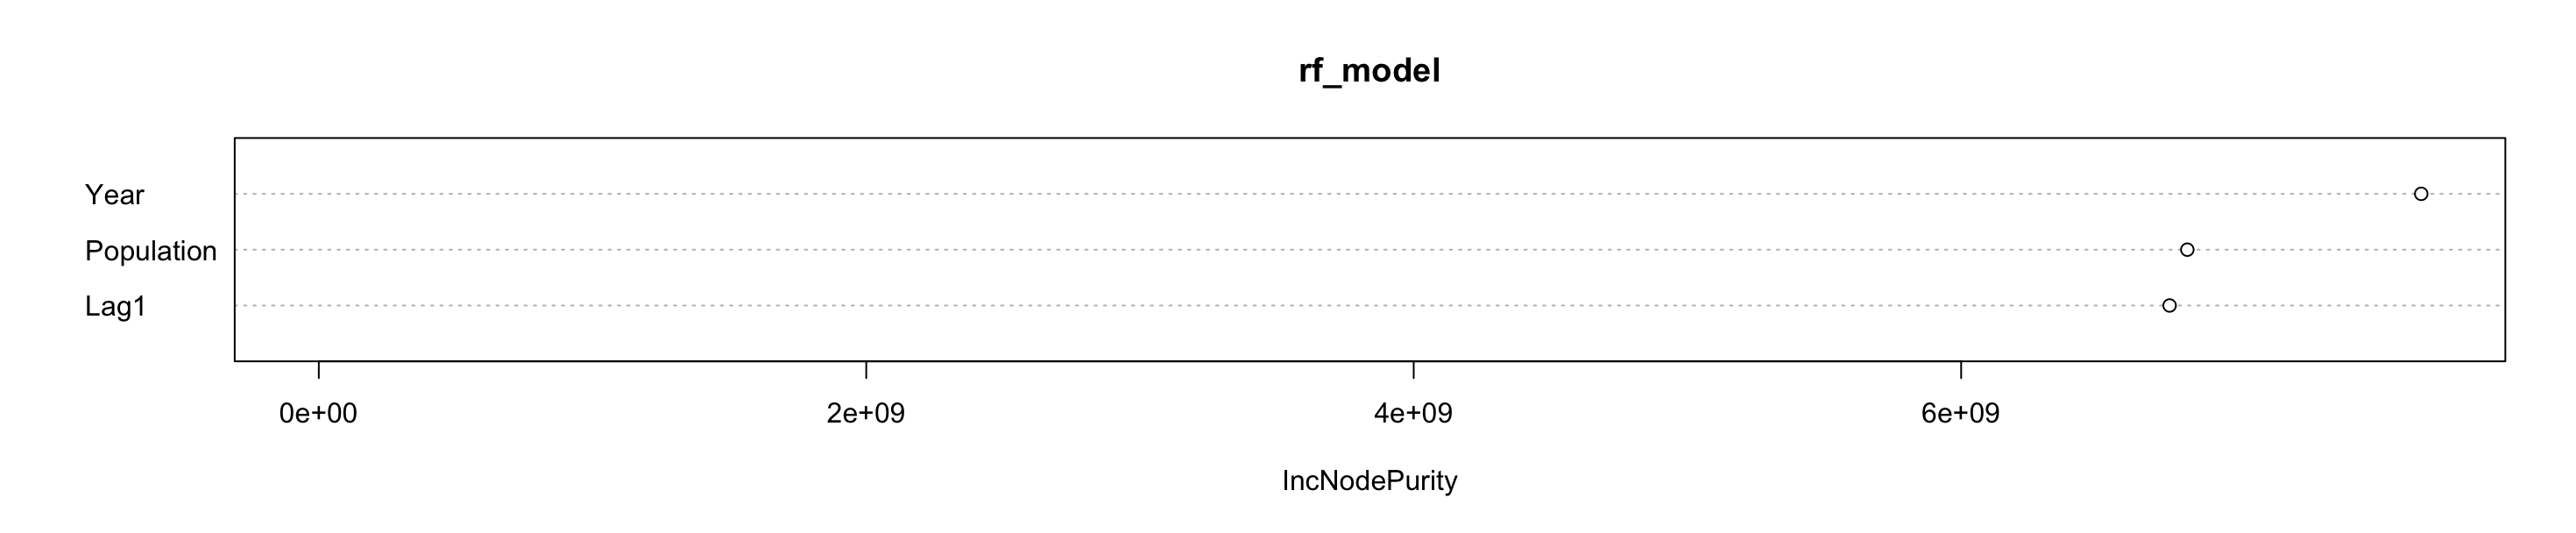 rf_model
Year
Population
Lag1
0e+00 2e+09 4e+09 6e+09
IncNodePurity